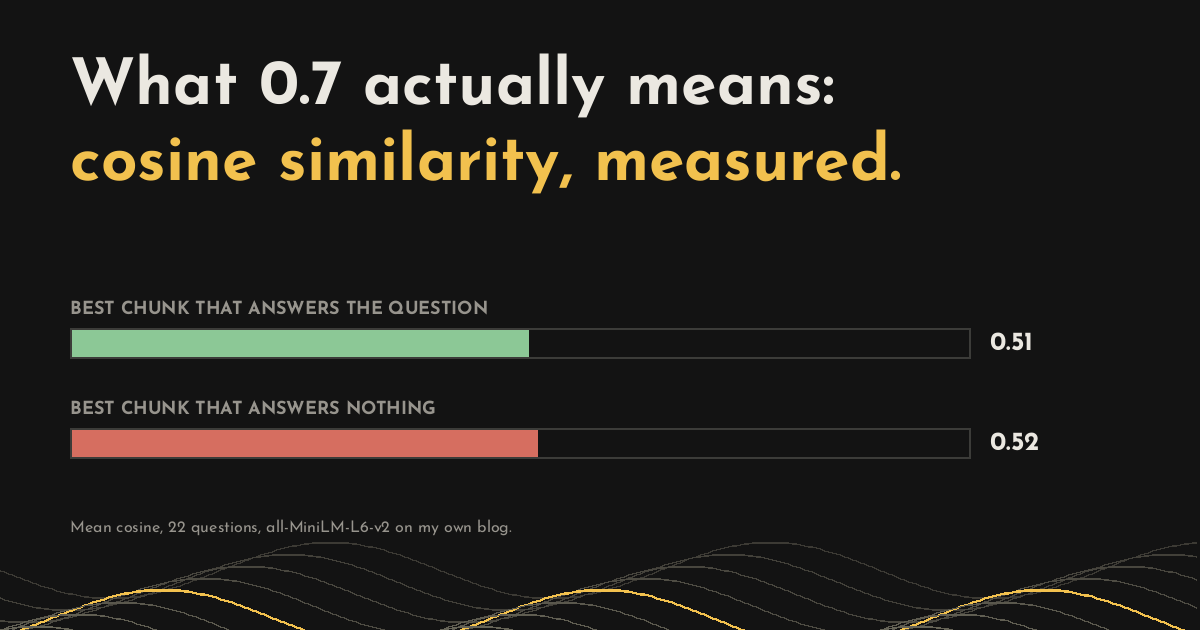 What 0.7 actually means:
cosine similarity, measured.
BEST CHUNK THAT ANSWERS THE QUESTION
0.51
BEST CHUNK THAT ANSWERS NOTHING
0.52
Mean cosine, 22 questions, all-MiniLM-L6-v2 on my own blog.